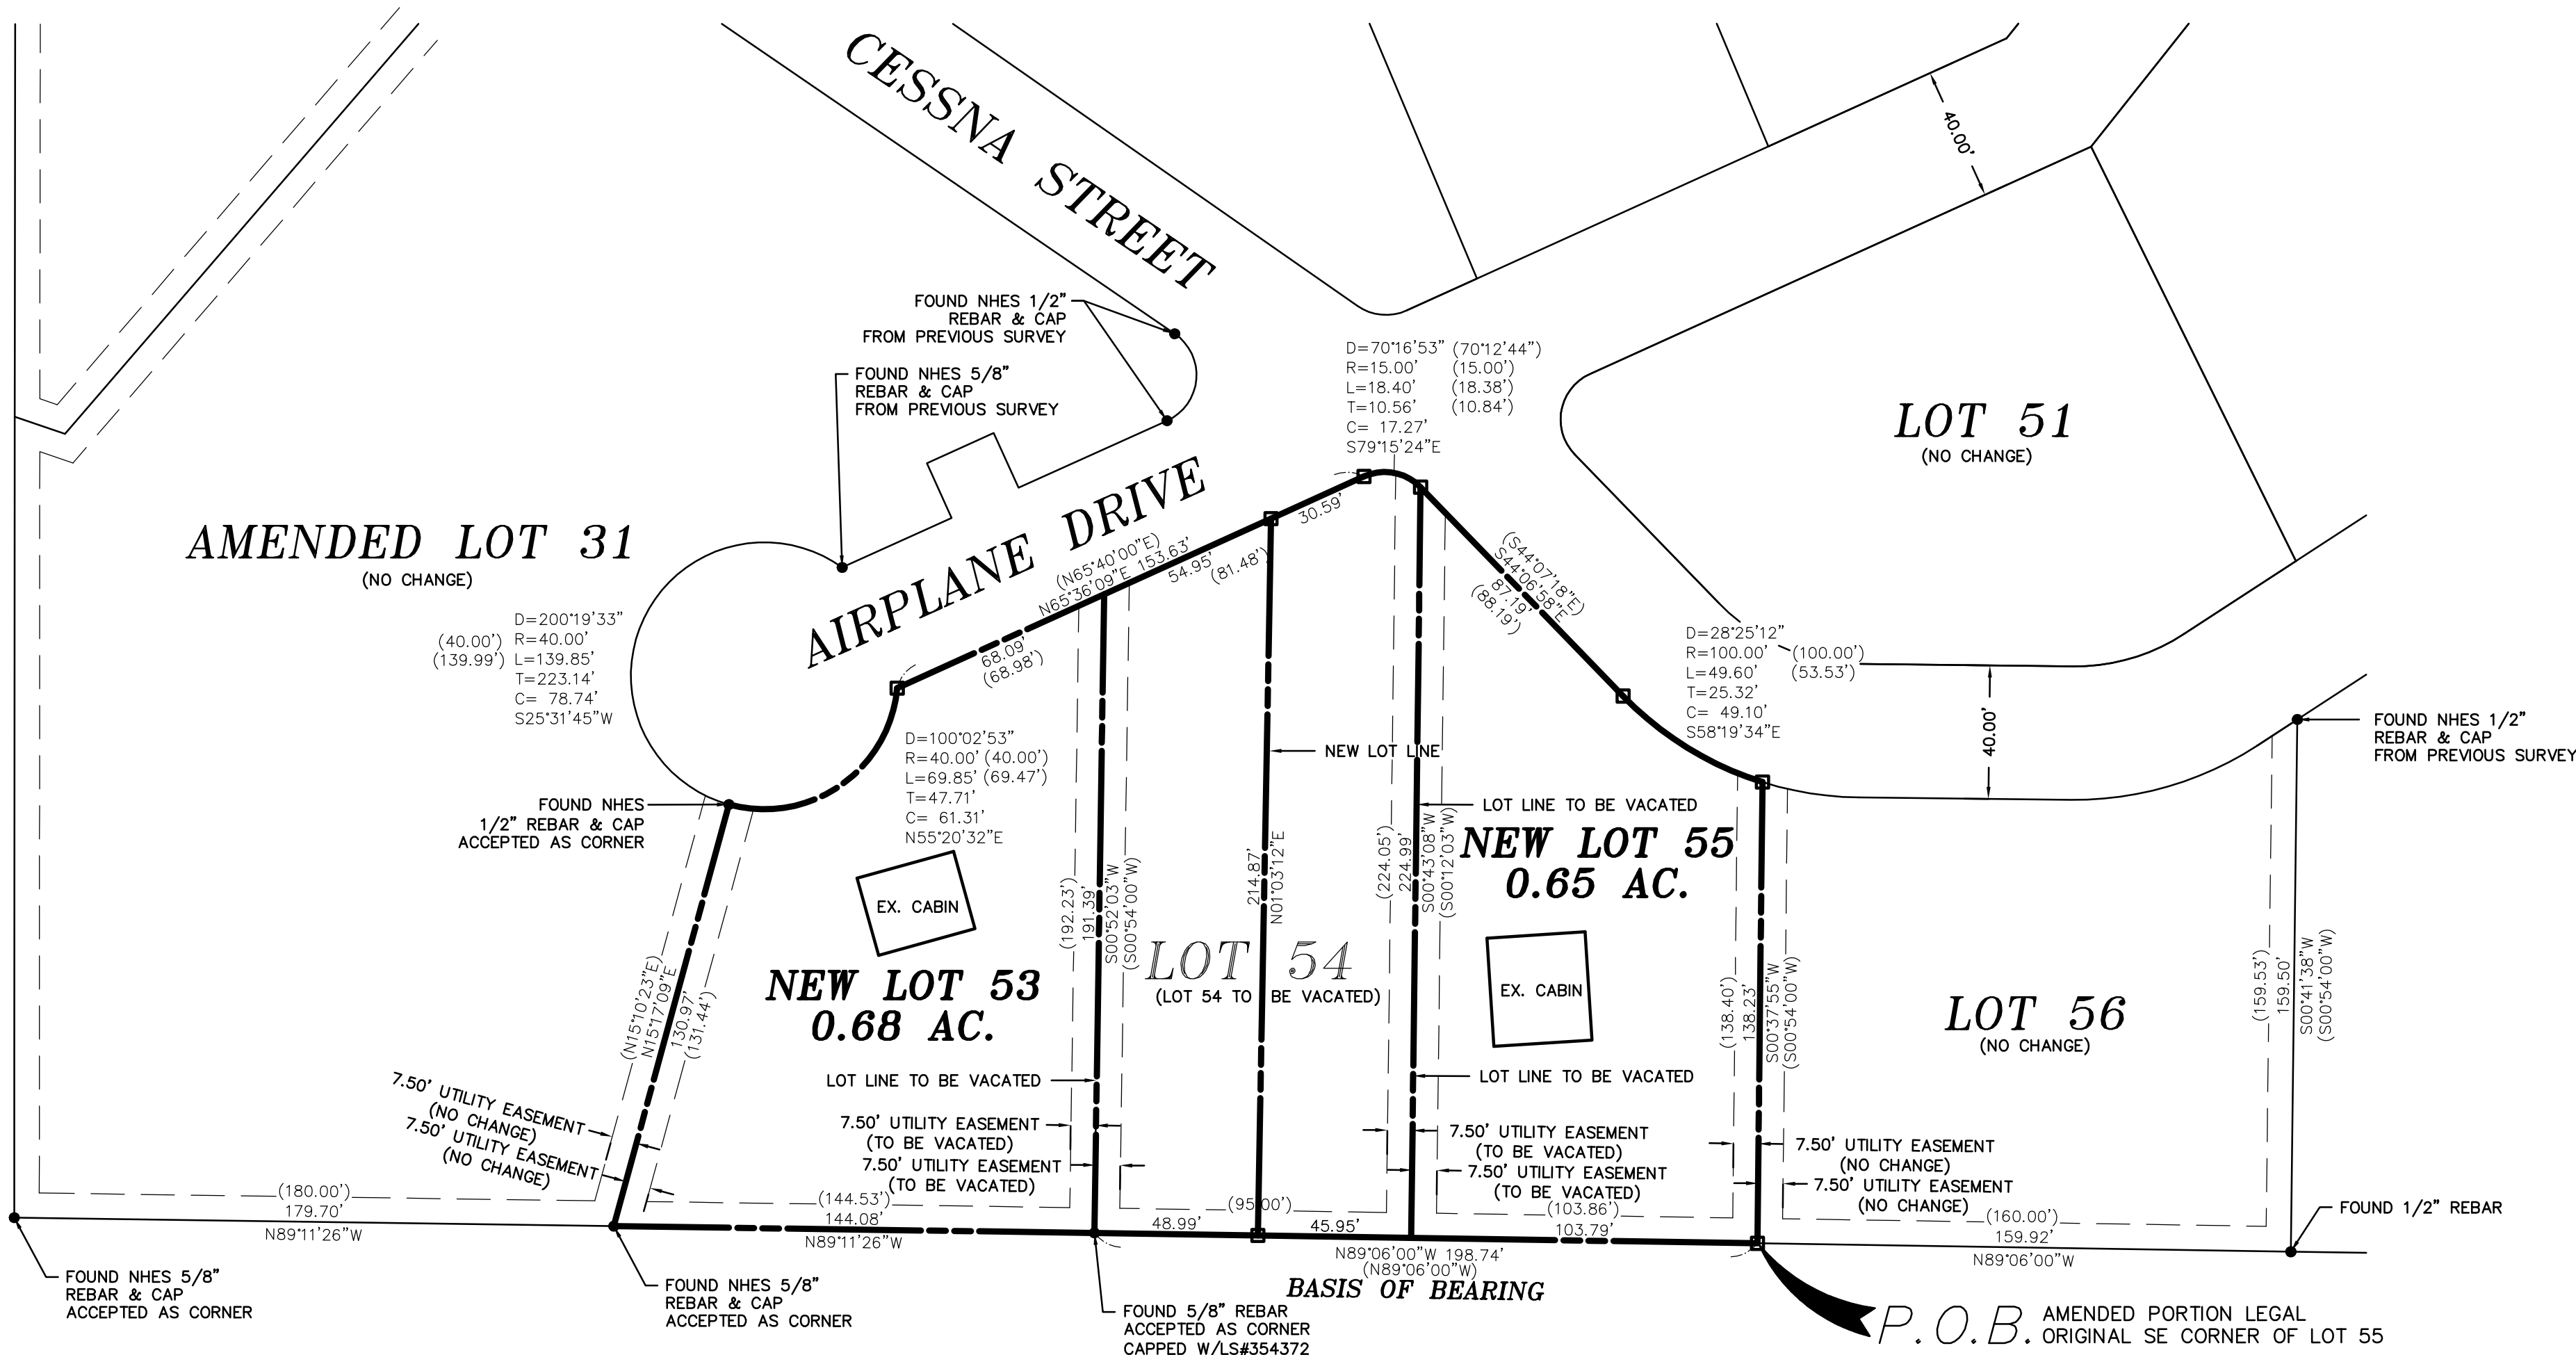 CESSNA STREET
40.00'
FOUND NHES 1/2"
REBAR & CAP
FROM PREVIOUS SURVEY
FOUND NHES 5/8"
REBAR & CAP
FROM PREVIOUS SURVEY
D=70°16'53" (70°12'44")
R=15.00' (15.00')
L=18.40' (18.38')
T=10.56' (10.84')
C= 17.27'
S79°15'24"E
LOT 51
(NO CHANGE)
AMENDED LOT 31
(NO CHANGE)
AIRPLANE DRIVE
30.59'
(N65°40'00"E)
N65°36'09"E 153.63'
54.95'
(81.48')
68.09'
(68.98')
(S44°07'18"E)
S44°06'58"E
87.19'
(88.19')
D=200°19'33"
(40.00') R=40.00'
(139.99') L=139.85'
T=223.14'
C= 78.74'
S25°31'45"W
D=28°25'12"
R=100.00' (100.00')
L=49.60' (53.53')
T=25.32'
C= 49.10'
S58°19'34"E
40.00'
FOUND NHES 1/2"
REBAR & CAP
FROM PREVIOUS SURVEY
D=100°02'53"
R=40.00' (40.00')
L=69.85' (69.47')
T=47.71'
C= 61.31'
N55°20'32"E
NEW LOT LINE
FOUND NHES
1/2" REBAR & CAP
ACCEPTED AS CORNER
LOT LINE TO BE VACATED
NEW LOT 55
0.65 AC.
EX. CABIN
(192.23')
191.39'
S00°52'03"W
(S00°54'00"W)
214.87'
N01°03'12"E
(224.05')
224.99'
S00°43'08"W
(S00°12'03"W)
NEW LOT 53
0.68 AC.
LOT 54
(LOT 54 TO BE VACATED)
EX. CABIN
(138.40')
138.23'
S00°37'55"W
(S00°54'00"W)
LOT 56
(NO CHANGE)
(159.53')
159.50'
S00°41'38"W
(S00°54'00"W)
(N15°10'23"E)
N15°17'09"E
130.97'
(131.44')
LOT LINE TO BE VACATED
LOT LINE TO BE VACATED
7.50' UTILITY EASEMENT
(NO CHANGE)
7.50' UTILITY EASEMENT
(NO CHANGE)
7.50' UTILITY EASEMENT
(TO BE VACATED)
7.50' UTILITY EASEMENT
(TO BE VACATED)
7.50' UTILITY EASEMENT
(TO BE VACATED)
7.50' UTILITY EASEMENT
(TO BE VACATED)
7.50' UTILITY EASEMENT
(NO CHANGE)
7.50' UTILITY EASEMENT
(NO CHANGE)
(180.00')
179.70'
N89°11'26"W
(144.53')
144.08'
N89°11'26"W
(95.00')
48.99'
45.95'
(103.86')
103.79'
N89°06'00"W 198.74'
(N89°06'00"W)
BASIS OF BEARING
(160.00')
159.92'
N89°06'00"W
FOUND 1/2" REBAR
FOUND NHES 5/8"
REBAR & CAP
ACCEPTED AS CORNER
FOUND NHES 5/8"
REBAR & CAP
ACCEPTED AS CORNER
FOUND 5/8" REBAR
ACCEPTED AS CORNER
CAPPED W/LS#354372
P.O.B. AMENDED PORTION LEGAL
ORIGINAL SE CORNER OF LOT 55